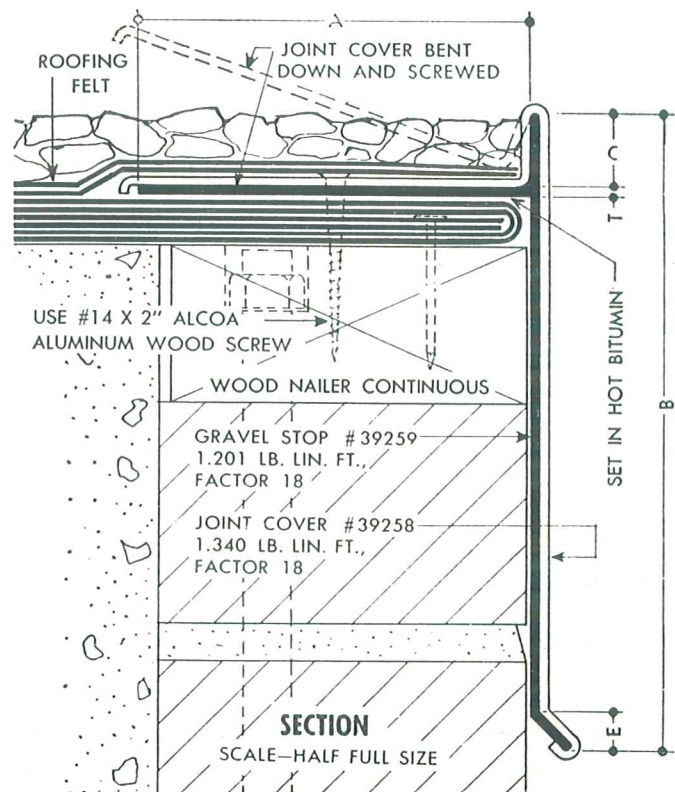 A
JOINT COVER BENT
DOWN AND SCREWED
ROOFING
FELT
C
T
USE #14 X 2" ALCOA
ALUMINUM WOOD SCREW
WOOD NAILER CONTINUOUS
SET IN HOT BITUMIN
B
GRAVEL STOP #39259
1.201 LB. LIN. FT.,
FACTOR 18
JOINT COVER #39258
1.340 LB. LIN. FT.,
FACTOR 18
E
SECTION
SCALE—HALF FULL SIZE